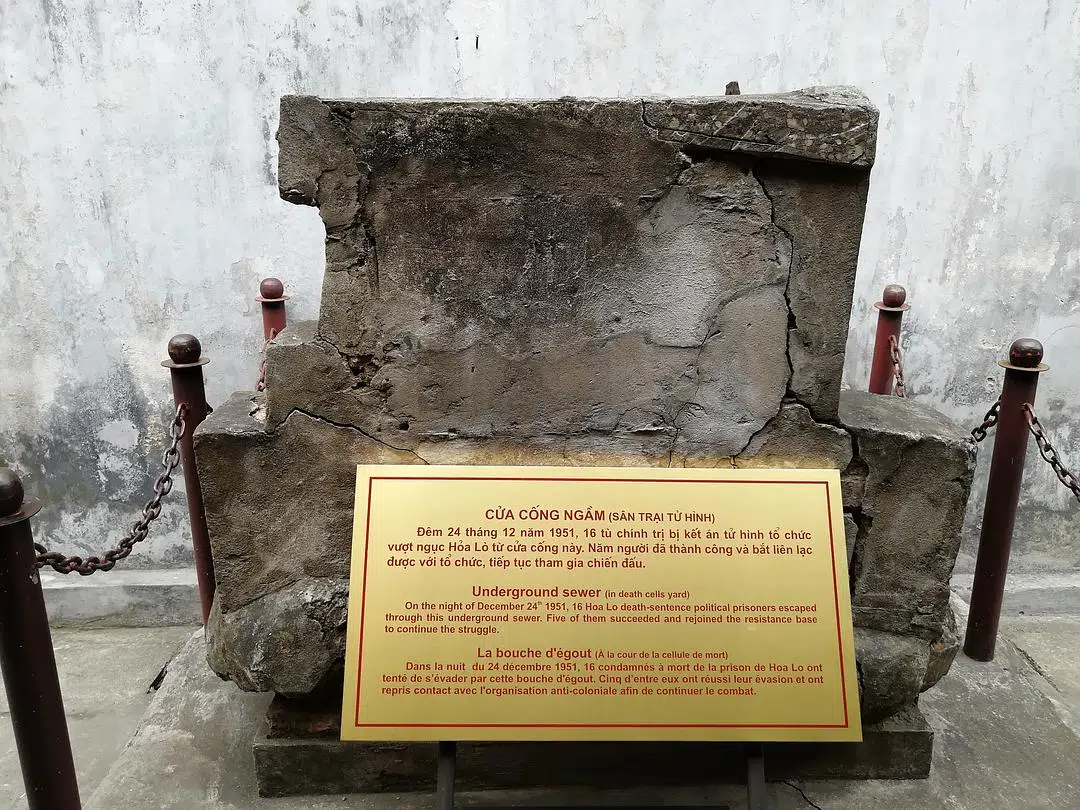 CỬA CỐNG NGẦM (SÂN TRẠI TỬ HÌNH)
Đêm 24 tháng 12 năm 1951, 16 tù chính trị bị kết án tử hình tổ chức
vượt ngục Hỏa Lò từ cửa cống này. Năm người đã thành công và bắt liên lạc
được với tổ chức, tiếp tục tham gia chiến đấu.
Underground sewer (in death cells yard)
On the night of December 24th 1951, 16 Hoa Lo death-sentence political prisoners escaped
through this underground sewer. Five of them succeeded and rejoined the resistance base
to continue the struggle.
La bouche d'égout (À la cour de la cellule de mort)
Dans la nuit du 24 décembre 1951, 16 condamnés à mort de la prison de Hoa Lo ont
tenté de s'évader par cette bouche d'égout. Cinq d'entre eux ont réussi leur évasion et ont
repris contact avec l'organisation anti-coloniale afin de continuer le combat.